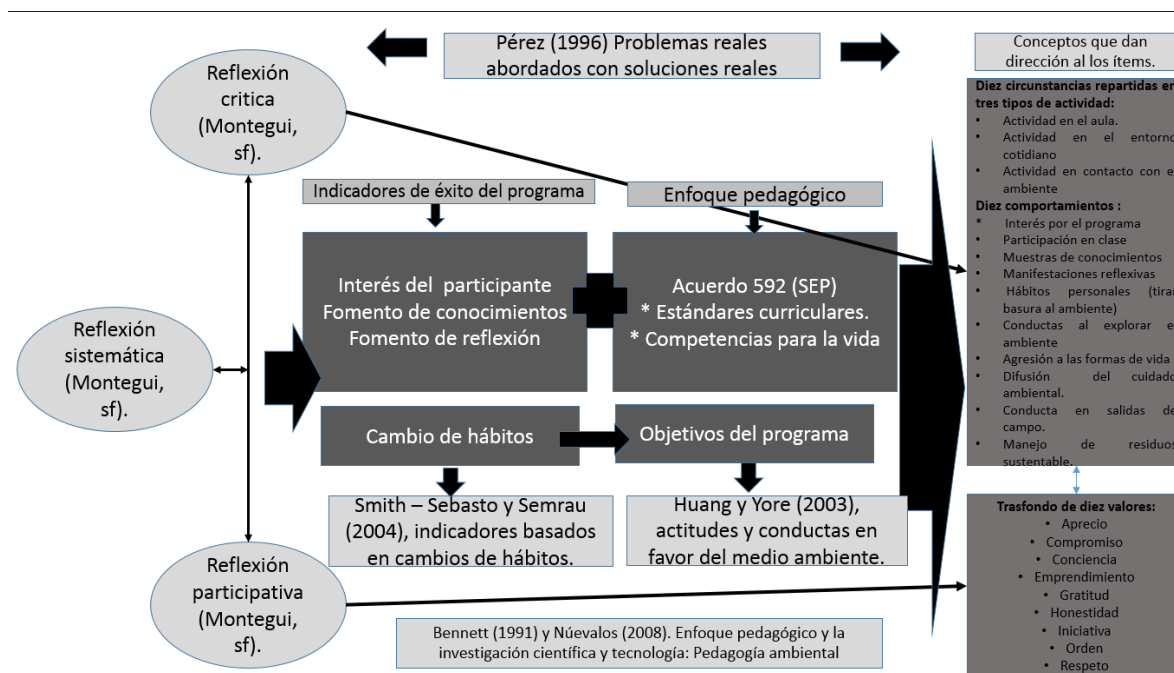 Pérez (1996) Problemas reales
abordados con soluciones reales
Conceptos que dan
dirección al los ítems.
Reflexión
critica
(Montegui,
sf).
Reflexión
sistemática
(Montegui,
sf).
Reflexión
participativa
(Montegui,
sf).
Indicadores de éxito del programa
Enfoque pedagógico
Interés del participante
Fomento de conocimientos
Fomento de reflexión
Acuerdo 592 (SEP)
* Estándares curriculares.
* Competencias para la vida
Cambio de hábitos
Objetivos del programa
Smith – Sebasto y Semrau
(2004), indicadores basados
en cambios de hábitos.
Huang y Yore (2003),
actitudes y conductas en
favor del medio ambiente.
Bennett (1991) y Núevalos (2008). Enfoque pedagógico y la
investigación científica y tecnología: Pedagogía ambiental
Diez circunstancias repartidas en
tres tipos de actividad:
• Actividad en el aula.
• Actividad en el entorno
cotidiano
• Actividad en contacto con el
ambiente
Diez comportamientos :
* Interés por el programa
• Participación en clase
• Muestras de conocimientos
• Manifestaciones reflexivas
• Hábitos personales (tirar
basura al ambiente)
• Conductas al explorar el
ambiente
• Agresión a las formas de vida
• Difusión del cuidado
ambiental.
• Conducta en salidas de
campo.
• Manejo de residuos
sustentable.
Trasfondo de diez valores:
• Aprecio
• Compromiso
• Conciencia
• Emprendimiento
• Gratitud
• Honestidad
• Iniciativa
• Orden
• Respeto